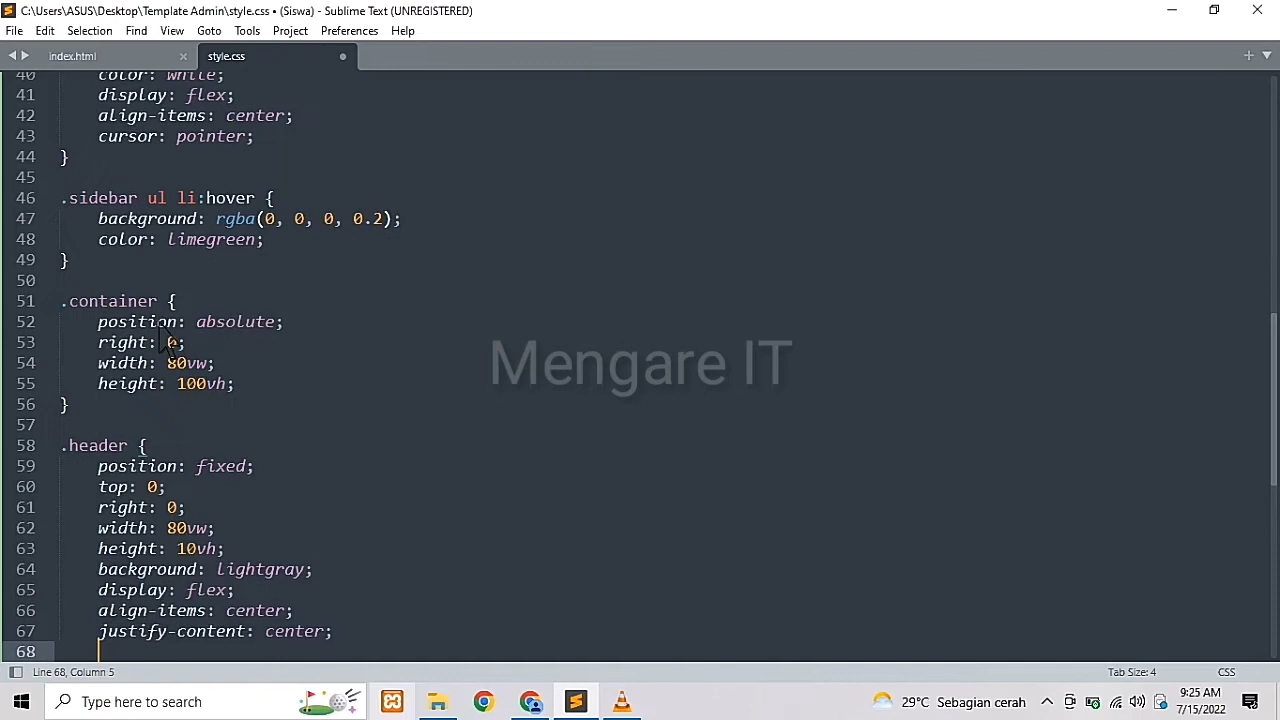 C:\Users\ASUS\Desktop\Template Admin\style.css • (Siswa) - Sublime Text (UNREGISTERED)
File Edit Selection Find View Goto Tools Project Preferences Help
index.html style.css
40 color: white;
41 display: flex;
42 align-items: center;
43 cursor: pointer;
44 }
45
46 .sidebar ul li:hover {
47 background: rgba(0, 0, 0, 0.2);
48 color: limegreen;
49 }
50
51 .container {
52 position: absolute;
53 right: 0;
54 width: 80vw;
55 height: 100vh;
56 }
57
58 .header {
59 position: fixed;
60 top: 0;
61 right: 0;
62 width: 80vw;
63 height: 10vh;
64 background: lightgray;
65 display: flex;
66 align-items: center;
67 justify-content: center;
68
Mengare IT
Line 68, Column 5 Tab Size: 4 CSS
Type here to search 29°C Sebagian cerah 9:25 AM
7/15/2022